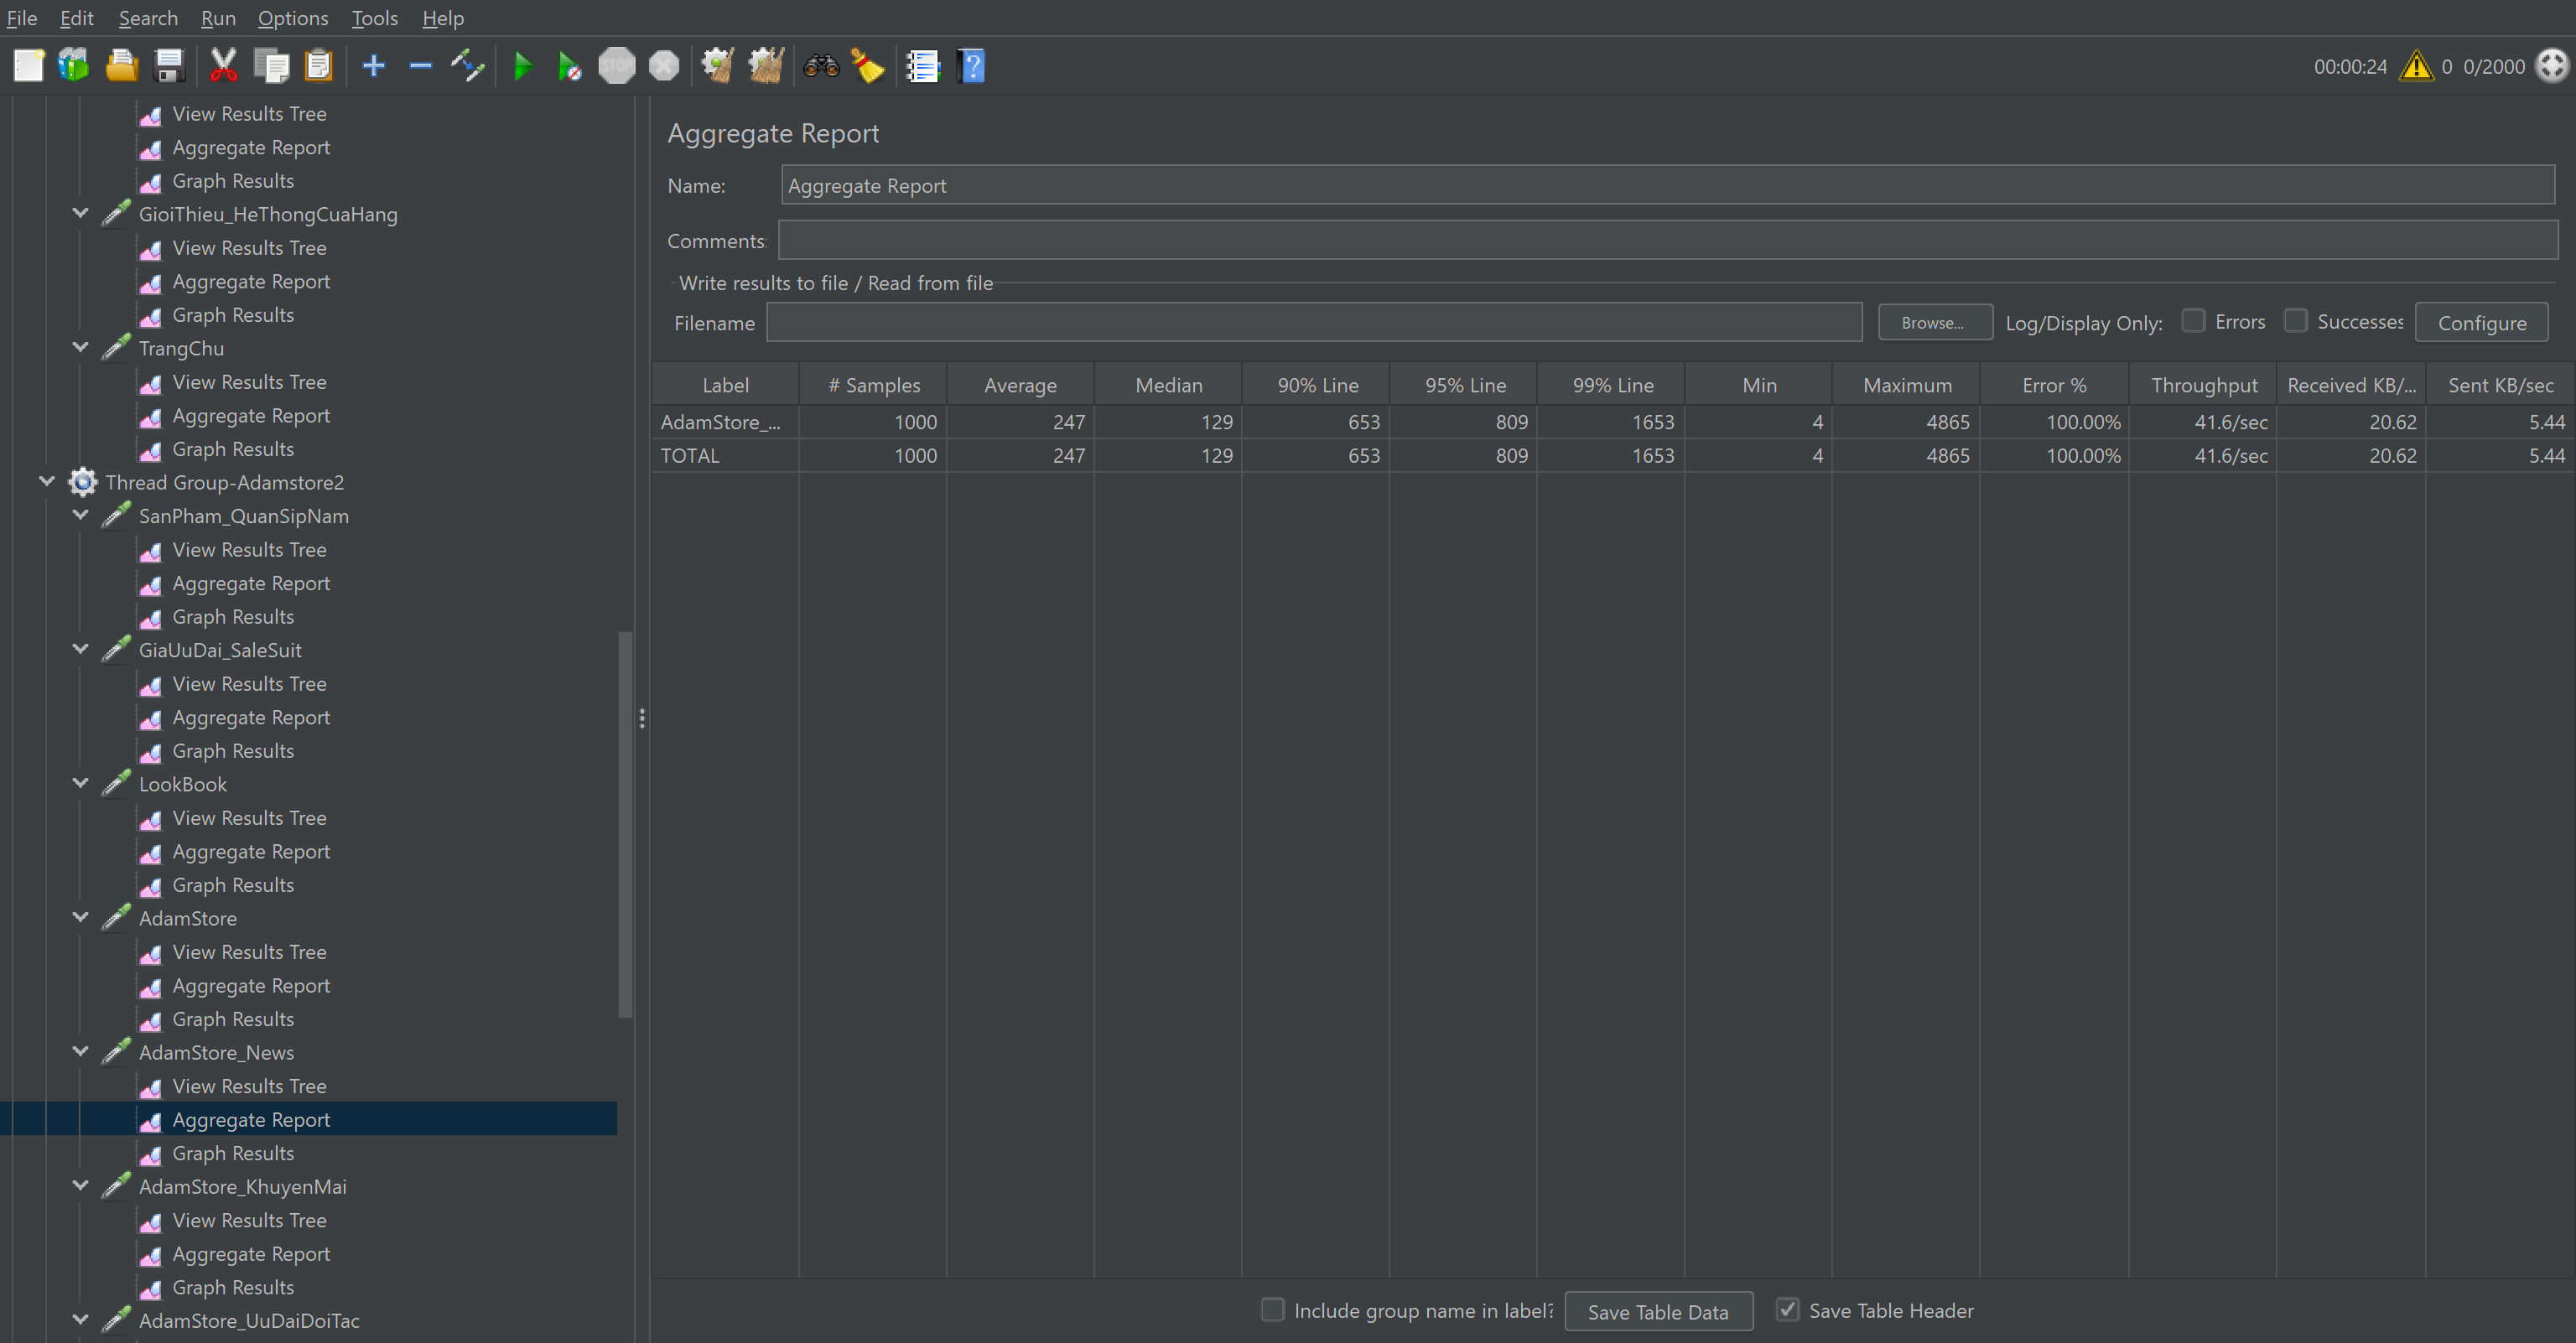 File Edit Search Run Options Tools Help
STOP
00:00:24 0 0/2000
View Results Tree
Aggregate Report
Graph Results
GioiThieu_HeThongCuaHang
View Results Tree
Aggregate Report
Graph Results
TrangChu
View Results Tree
Aggregate Report
Graph Results
Thread Group-Adamstore2
SanPham_QuanSipNam
View Results Tree
Aggregate Report
Graph Results
GiaUuDai_SaleSuit
View Results Tree
Aggregate Report
Graph Results
LookBook
View Results Tree
Aggregate Report
Graph Results
AdamStore
View Results Tree
Aggregate Report
Graph Results
AdamStore_News
View Results Tree
Aggregate Report
Graph Results
AdamStore_KhuyenMai
View Results Tree
Aggregate Report
Graph Results
AdamStore_UuDaiDoiTac
Aggregate Report
Name: Aggregate Report
Comments:
Write results to file / Read from file
Filename Browse... Log/Display Only: Errors Successes Configure
Label # Samples Average Median 90% Line 95% Line 99% Line Min Maximum Error % Throughput Received KB/... Sent KB/sec
AdamStore_... 1000 247 129 653 809 1653 4 4865 100.00% 41.6/sec 20.62 5.44
TOTAL 1000 247 129 653 809 1653 4 4865 100.00% 41.6/sec 20.62 5.44
Include group name in label? Save Table Data Save Table Header